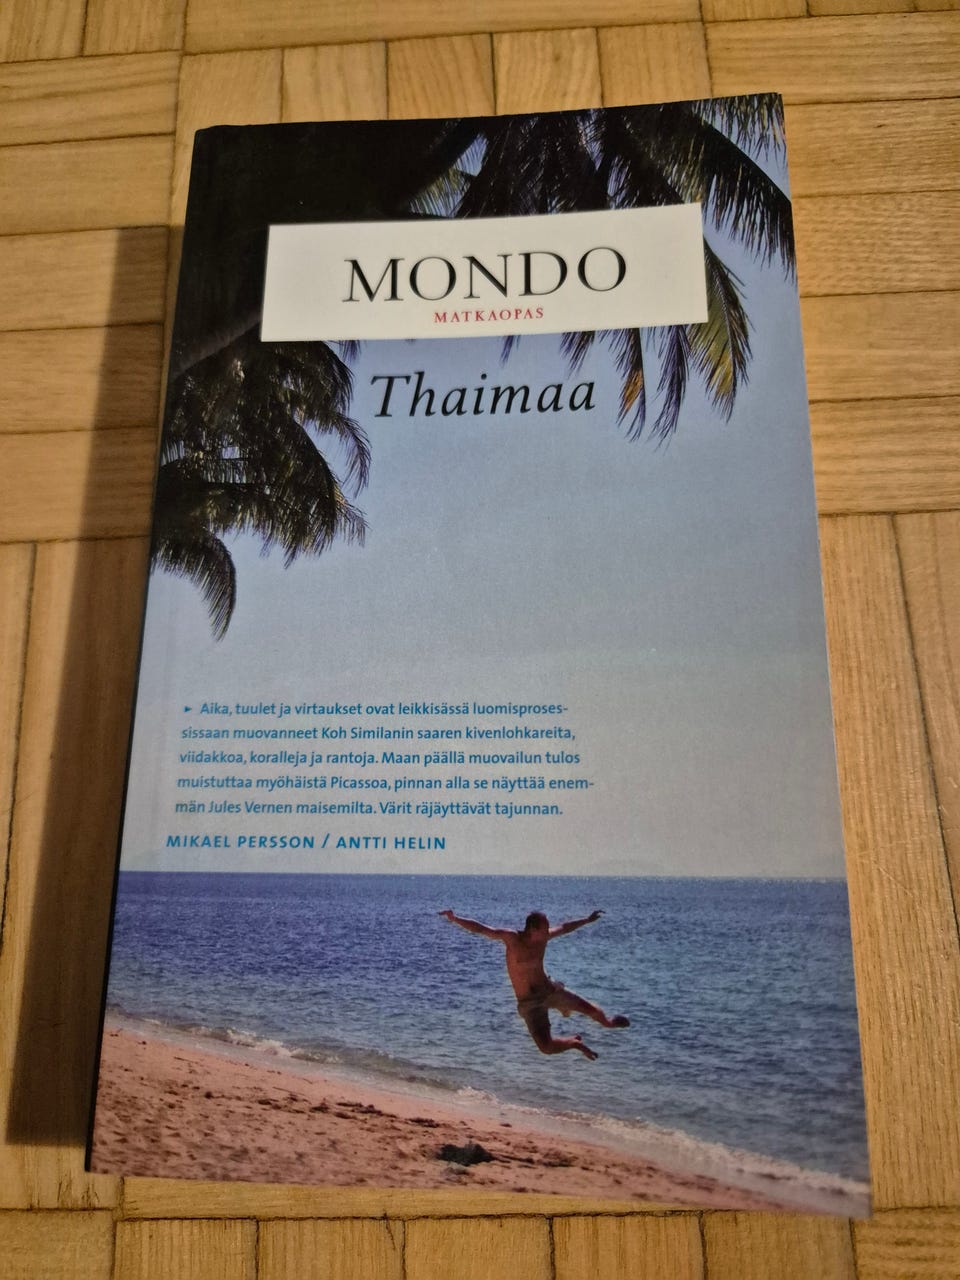 MONDO
MATKAOPAS
Thaimaa
► Aika, tuulet ja virtaukset ovat leikkisässä luomisproses-
sissaan muovanneet Koh Similanin saaren kivenlohkareita,
viidakkoa, koralleja ja rantoja. Maan päällä muovailun tulos
muistuttaa myöhäistä Picassoa, pinnan alla se näyttää enem-
män Jules Vernen maisemilta. Värit räjäyttävät tajunnan.
MIKAEL PERSSON / ANTTI HELIN